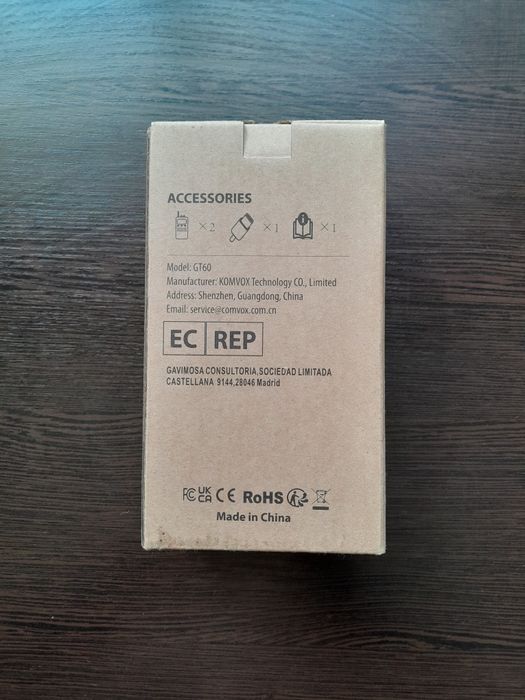 ACCESSORIES
×2 ×1 ×1
Model: GT60
Manufacturer: KOMVOX Technology CO., Limited
Address: Shenzhen, Guangdong, China
Email: service@comvox.com.cn
EC REP
GAVIMOSA CONSULTORIA,SOCIEDAD LIMITADA
CASTELLANA 9144,28046 Madrid
FC UK CA CE RoHS
Made in China